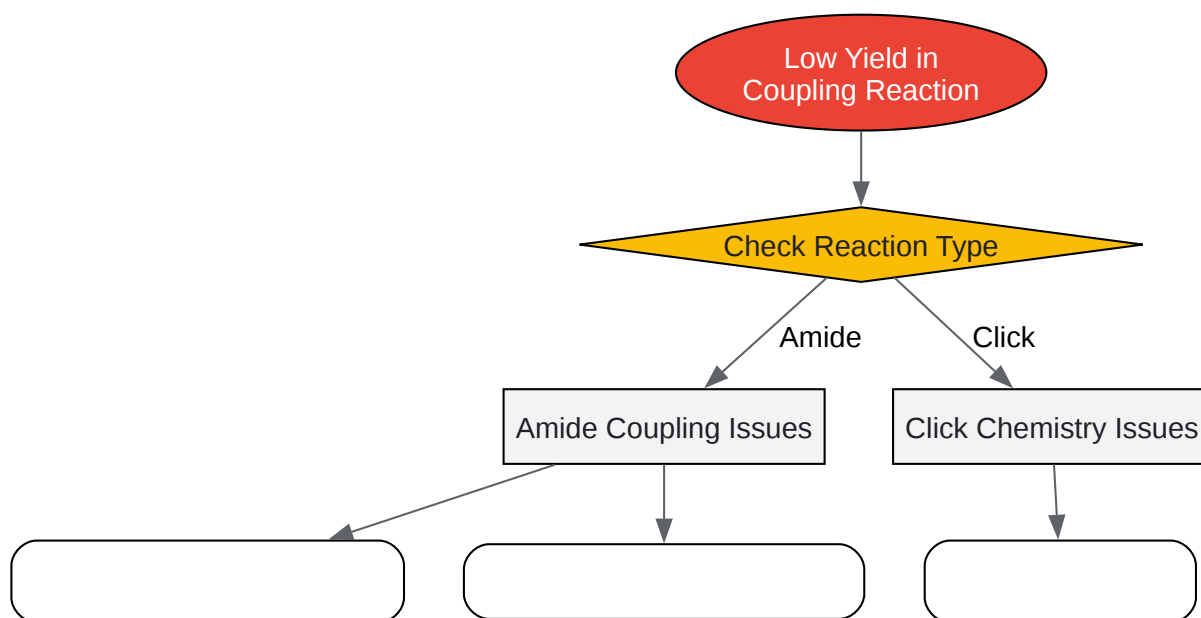 Low Yield in
Coupling Reaction
Check Reaction Type
Amide
Click
Amide Coupling Issues
Click Chemistry Issues